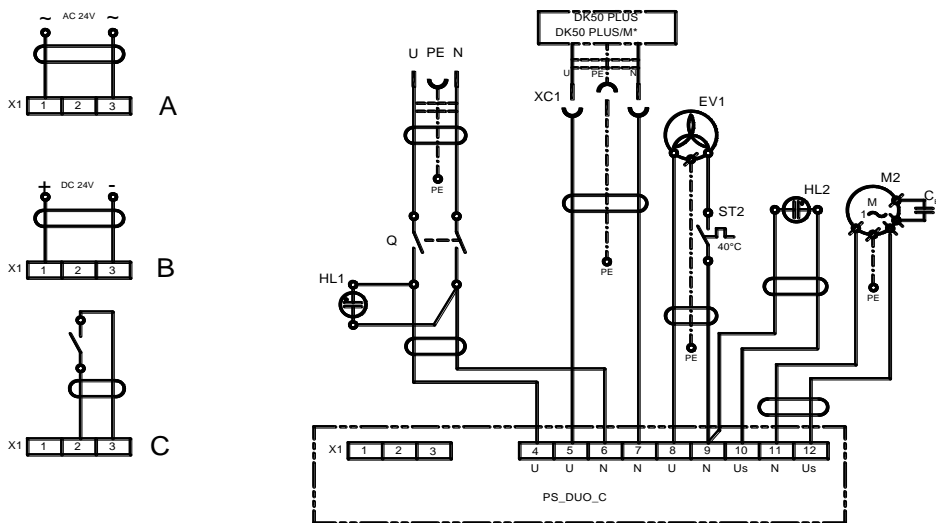 ~ AC 24V ~
X1 1 2 3 A
+ DC 24V -
X1 1 2 3 B
X1 1 2 3 C
DK50 PLUS
DK50 PLUS/M*
U PE N
U PE N
XC1
PE
Q
HL1
PE
EV1
ST2
40°C
PE
HL2
M2
M
1 ~
PE
X1 1 2 3 4 5 6 7 8 9 10 11 12
U U N N U N Us N Us
PS_DUO_C